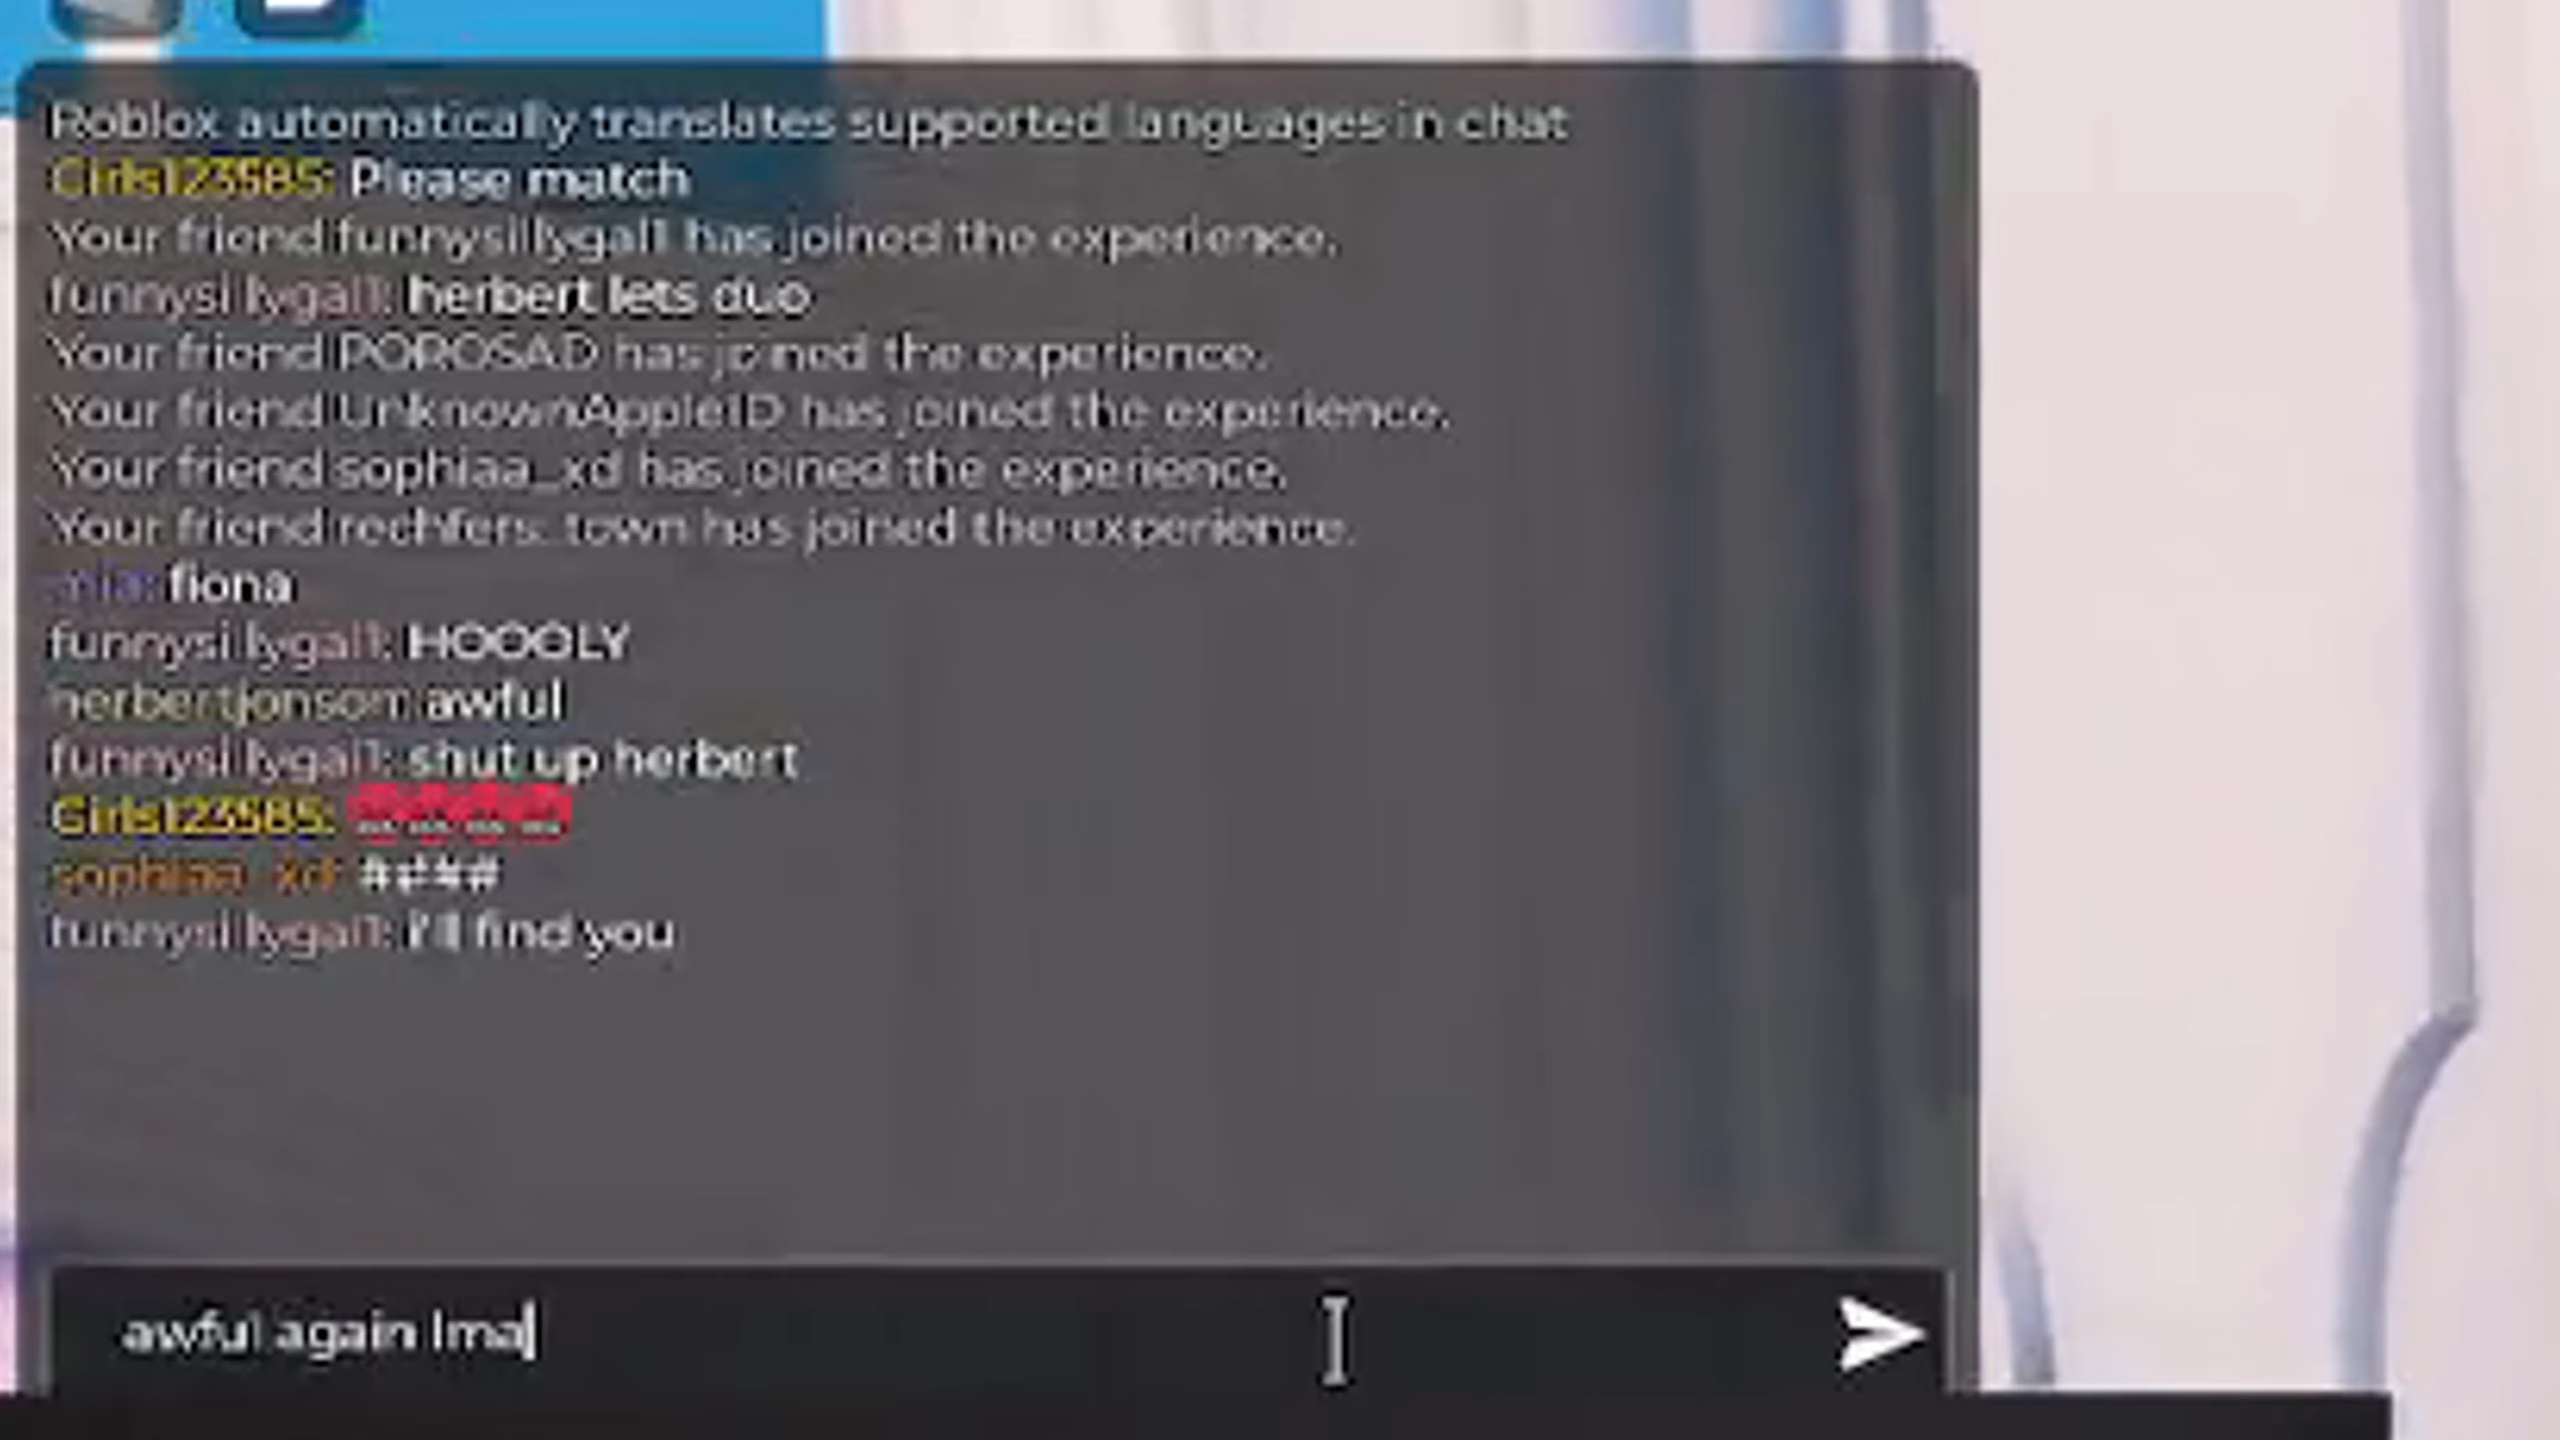 Roblox automatically translates supported languages in chat
Girls123585: Please match
Your friend funnysillygal1 has joined the experience.
funnysillygal1: herbert lets duo
Your friend POROSAD has joined the experience.
Your friend UnknownAppleID has joined the experience.
Your friend sophiaa_xd has joined the experience.
Your friend has joined the experience.
fiona
funnysillygal1: HOOOLY
herbertjonson: awful
funnysillygal1: shut up herbert
Girls123585:
sophiaa_xd: ####
funnysillygal1: i'll find you
awful again lma